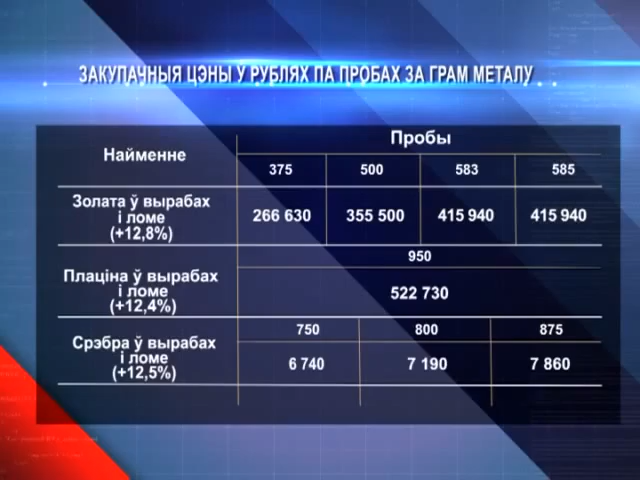 ЗАКУПАЧНЫЯ ЦЭНЫ Ў РУБЛЯХ ПА ПРОБАХ ЗА ГРАМ МЕТАЛУ
Найменне
Пробы
375 500 583 585
Золата ў вырабах
і ломе
(+12,8%)
266 630 355 500 415 940 415 940
950
Плаціна ў вырабах
і ломе
(+12,4%)
522 730
750 800 875
Срэбра ў вырабах
і ломе
(+12,5%)
6 740 7 190 7 860